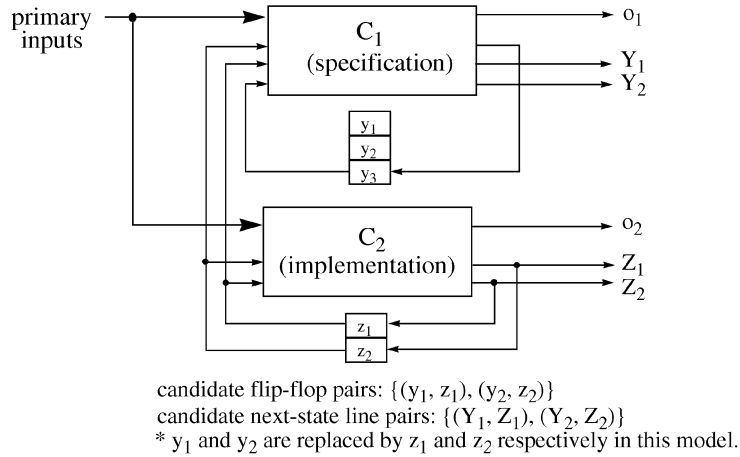 primary
inputs
C₁
(specification)
o₁
Y₁
Y₂
y₁
y₂
y₃
C₂
(implementation)
o₂
Z₁
Z₂
z₁
z₂
candidate flip-flop pairs: {(y₁, z₁), (y₂, z₂)}
candidate next-state line pairs: {(Y₁, Z₁), (Y₂, Z₂)}
* y₁ and y₂ are replaced by z₁ and z₂ respectively in this model.